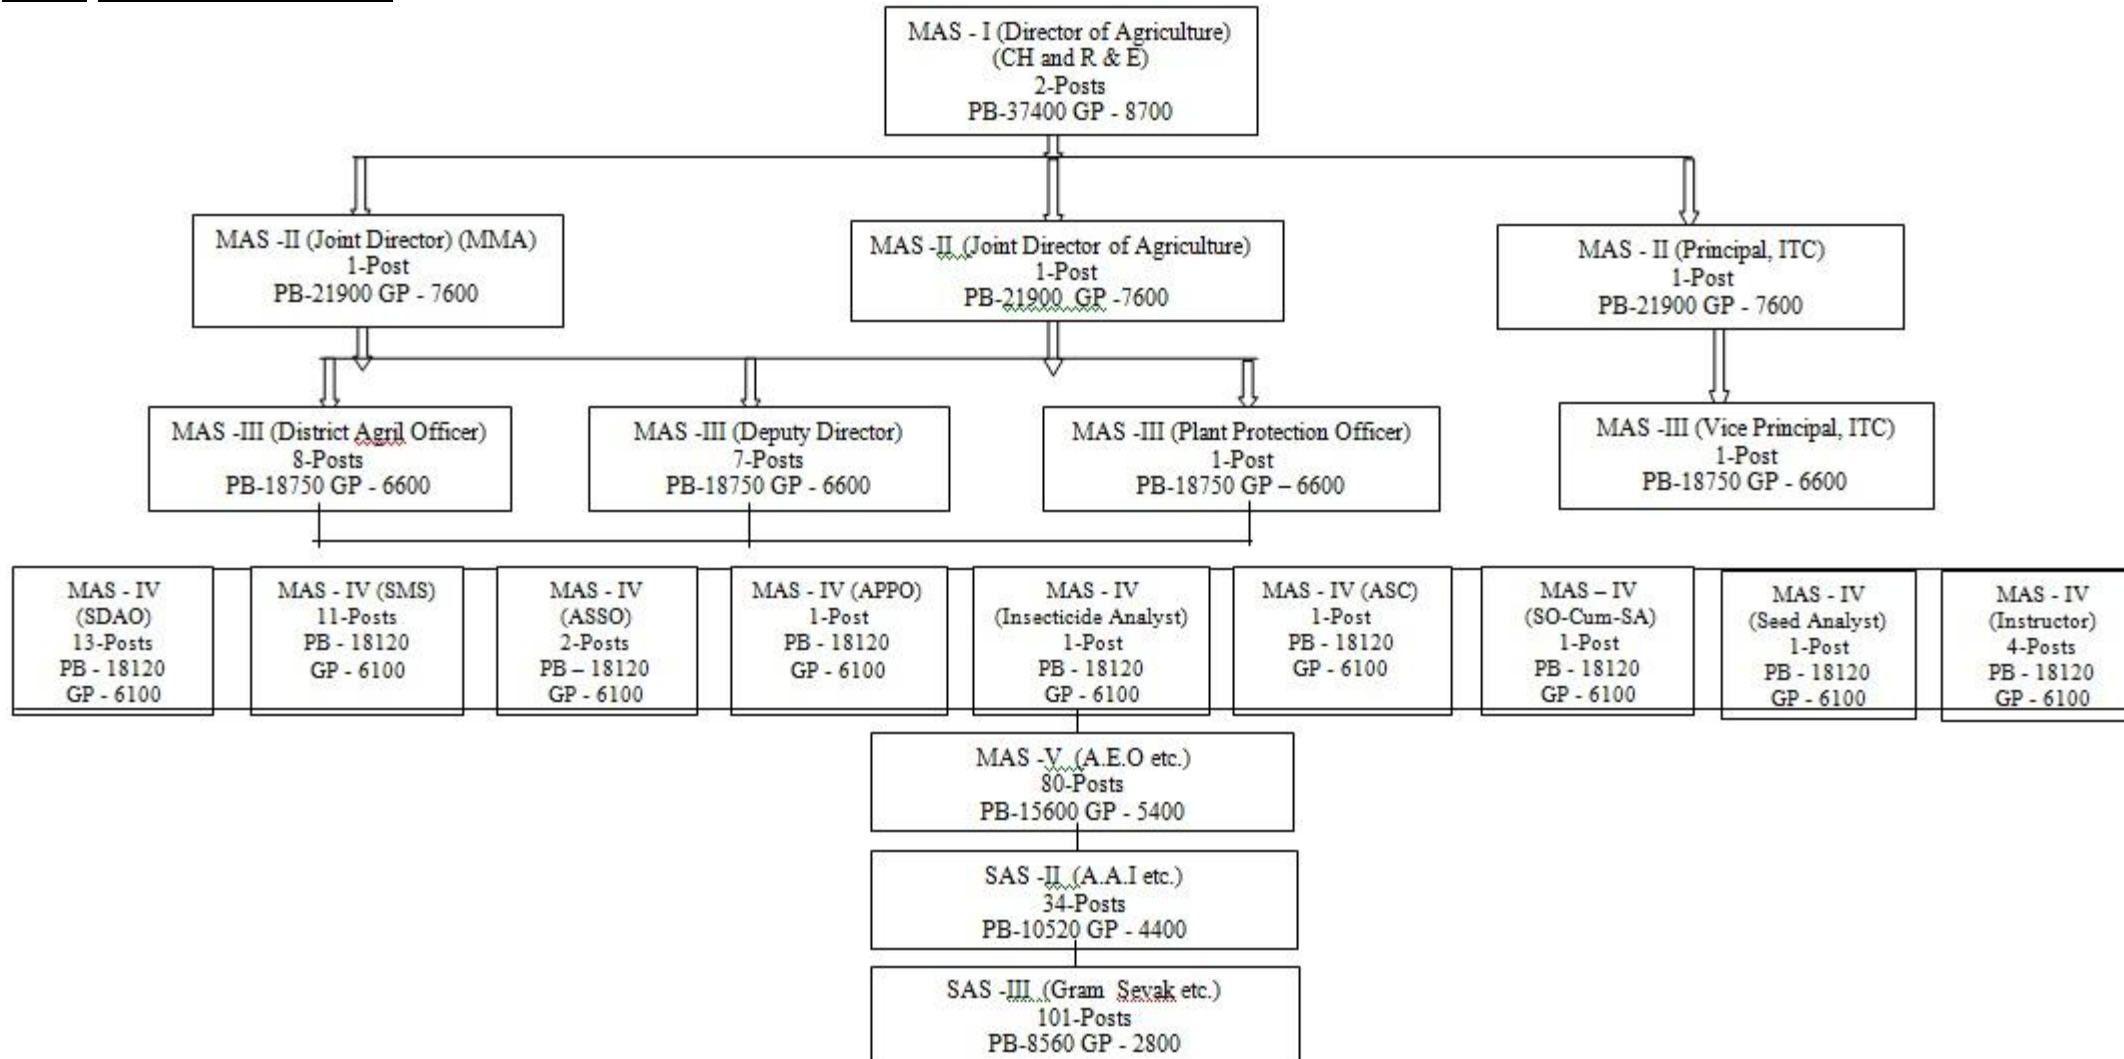 MAS - I (Director of Agriculture)
(CH and R & E)
2-Posts
PB-37400 GP - 8700
MAS -II (Joint Director) (MMA)
1-Post
PB-21900 GP - 7600
MAS -II (Joint Director of Agriculture)
1-Post
PB-21900 GP -7600
MAS - II (Principal, ITC)
1-Post
PB-21900 GP - 7600
MAS -III (District Agril Officer)
8-Posts
PB-18750 GP - 6600
MAS -III (Deputy Director)
7-Posts
PB-18750 GP - 6600
MAS -III (Plant Protection Officer)
1-Post
PB-18750 GP – 6600
MAS -III (Vice Principal, ITC)
1-Post
PB-18750 GP - 6600
MAS - IV
(SDAO)
13-Posts
PB - 18120
GP - 6100
MAS - IV (SMS)
11-Posts
PB - 18120
GP - 6100
MAS - IV
(ASSO)
2-Posts
PB – 18120
GP - 6100
MAS - IV (APPO)
1-Post
PB - 18120
GP - 6100
MAS - IV
(Insecticide Analyst)
1-Post
PB - 18120
GP - 6100
MAS - IV (ASC)
1-Post
PB - 18120
GP - 6100
MAS – IV
(SO-Cum-SA)
1-Post
PB - 18120
GP - 6100
MAS - IV
(Seed Analyst)
1-Post
PB - 18120
GP - 6100
MAS - IV
(Instructor)
4-Posts
PB - 18120
GP - 6100
MAS -V (A.E.O etc.)
80-Posts
PB-15600 GP - 5400
SAS -II (A.A.I etc.)
34-Posts
PB-10520 GP - 4400
SAS -III (Gram Sevak etc.)
101-Posts
PB-8560 GP - 2800